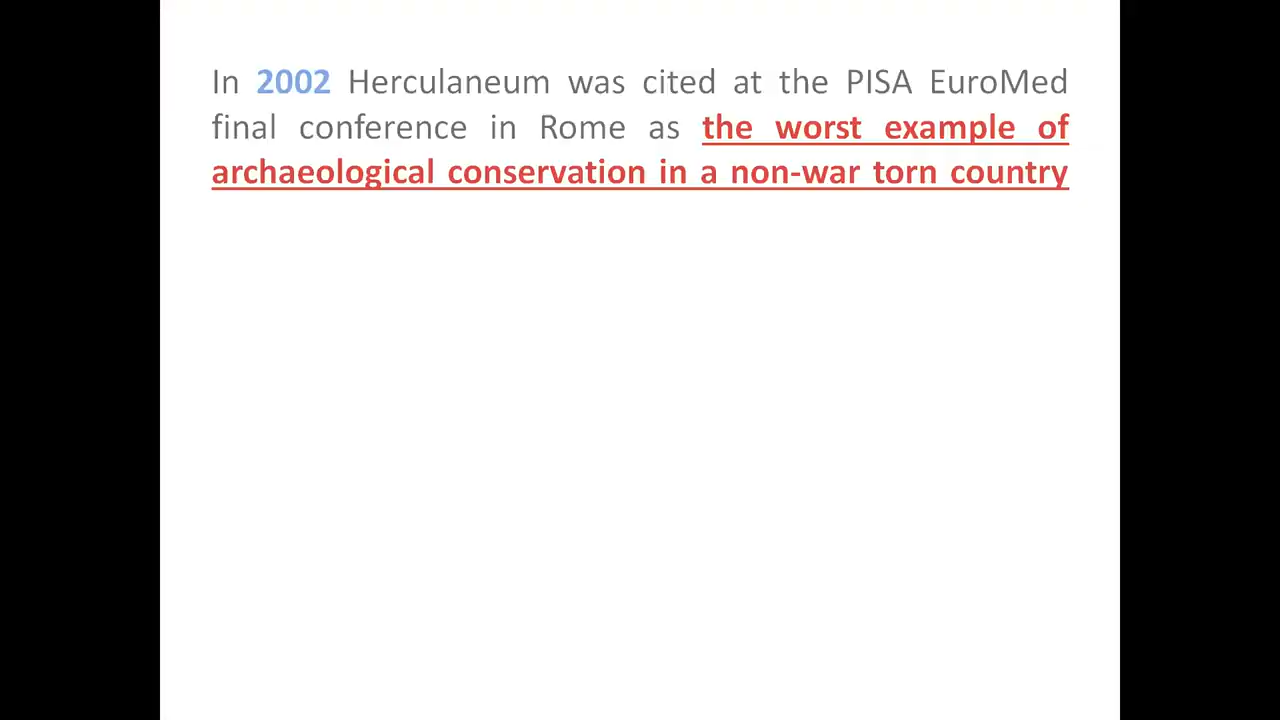 In 2002 Herculaneum was cited at the PISA EuroMed
final conference in Rome as the worst example of
archaeological conservation in a non-war torn country